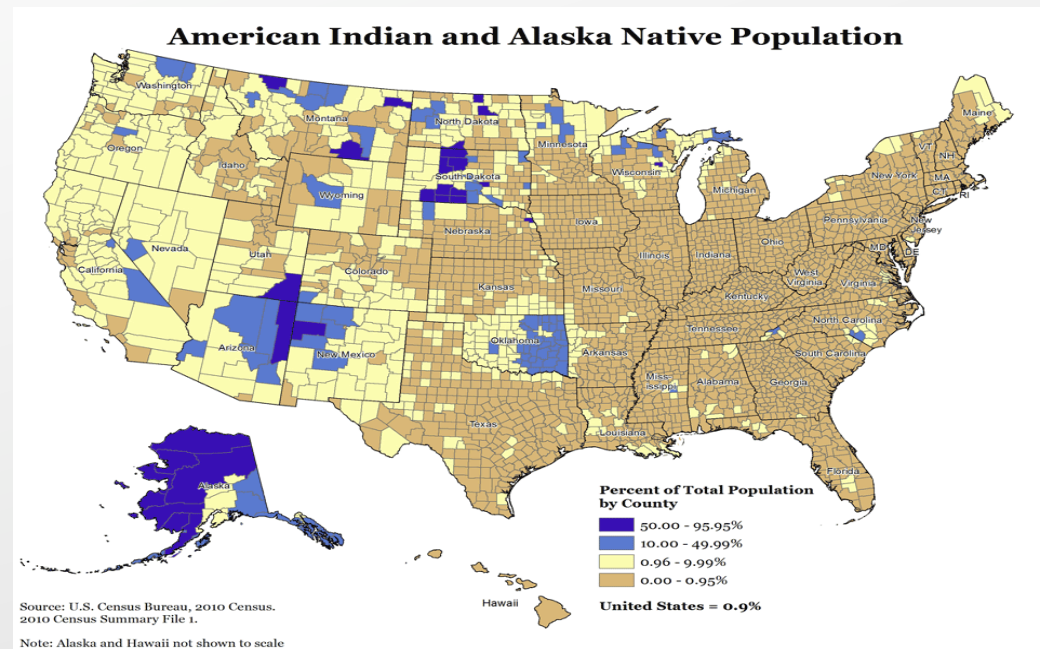 American Indian and Alaska Native Population
Washington
Montana
North Dakota
Minnesota
Maine
Oregon
Idaho
South Dakota
Wisconsin
VT
NH
Wyoming
Michigan
New York
MA
CT
RI
Nebraska
Iowa
Pennsylvania
New
Jersey
Nevada
Utah
Illinois
Indiana
Ohio
MD
DE
California
Colorado
Kansas
Missouri
West
Virginia
Virginia
Kentucky
Arizona
New Mexico
Oklahoma
Arkansas
Tennessee
North Carolina
South Carolina
Miss-
issippi
Alabama
Georgia
Texas
Louisiana
Florida
Alaska
Hawaii
Percent of Total Population
by County
50.00 - 95.95%
10.00 - 49.99%
0.96 - 9.99%
0.00 - 0.95%
United States = 0.9%
Source: U.S. Census Bureau, 2010 Census.
2010 Census Summary File 1.
Note: Alaska and Hawaii not shown to scale